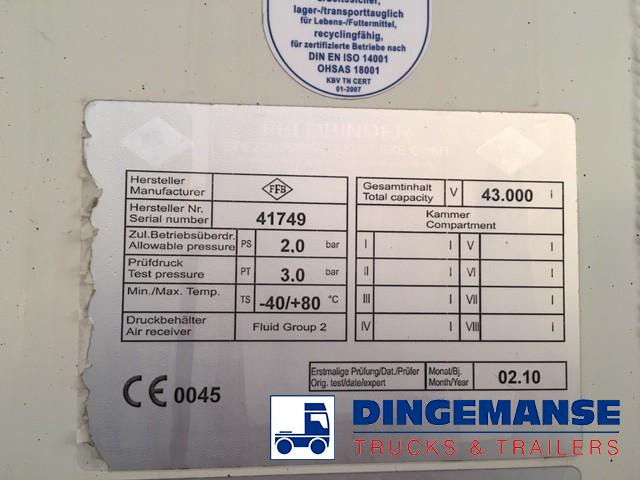 arbeitssicher,
lager-/transporttauglich
für Lebens-/Futtermittel,
recyclingfähig,
für zertifizierte Betriebe nach
DIN EN ISO 14001
OHSAS 18001
KBV TN CERT
01-2007
FELDBINDER
Hersteller
Manufacturer
FFB
Hersteller Nr.
Serial number
41749
Zul.Betriebsüberdr.
Allowable pressure
PS
2.0
bar
Prüfdruck
Test pressure
PT
3.0
bar
Min./Max. Temp.
TS
-40/+80
°C
Druckbehälter
Air receiver
Fluid Group 2
Gesamtinhalt
Total capacity
V
43.000
l
Kammer
Compartment
I
l
V
l
II
l
VI
l
III
l
VII
l
IV
l
VIII
l
Erstmalige Prüfung/Dat./Prüfer
Orig. test/date/expert
Monat/Bj.
Month/Year
02.10
CE 0045
DINGEMANSE
TRUCKS & TRAILERS